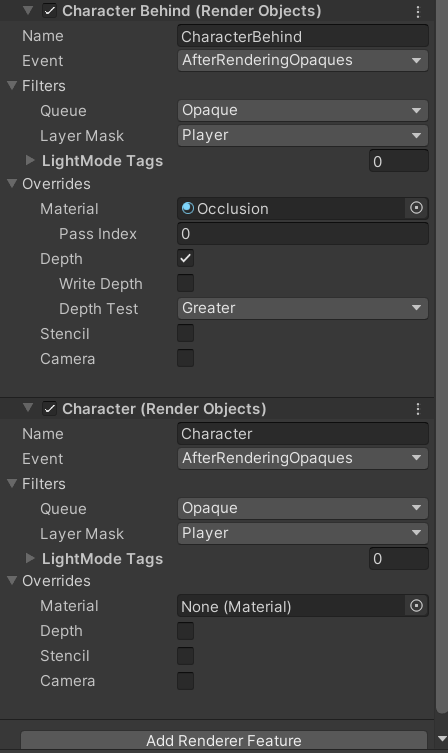 Character Behind (Render Objects)
Name CharacterBehind
Event AfterRenderingOpaques
Filters
Queue Opaque
Layer Mask Player
LightMode Tags 0
Overrides
Material Occlusion
Pass Index 0
Depth
Write Depth
Depth Test Greater
Stencil
Camera
Character (Render Objects)
Name Character
Event AfterRenderingOpaques
Filters
Queue Opaque
Layer Mask Player
LightMode Tags 0
Overrides
Material None (Material)
Depth
Stencil
Camera
Add Renderer Feature